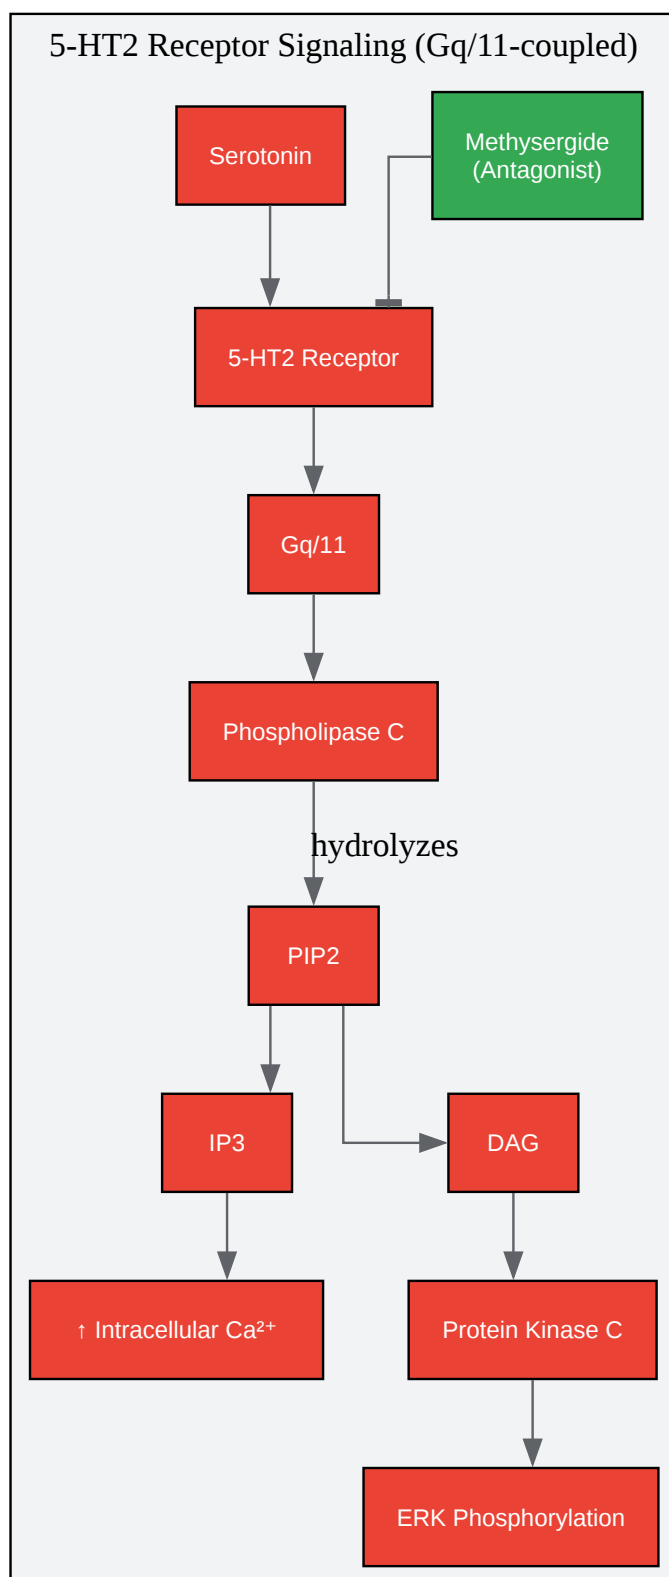 5-HT2 Receptor Signaling (Gq/11-coupled)
Serotonin
Methysergide
(Antagonist)
5-HT2 Receptor
Gq/11
Phospholipase C
hydrolyzes
PIP2
IP3
DAG
↑ Intracellular Ca²⁺
Protein Kinase C
ERK Phosphorylation